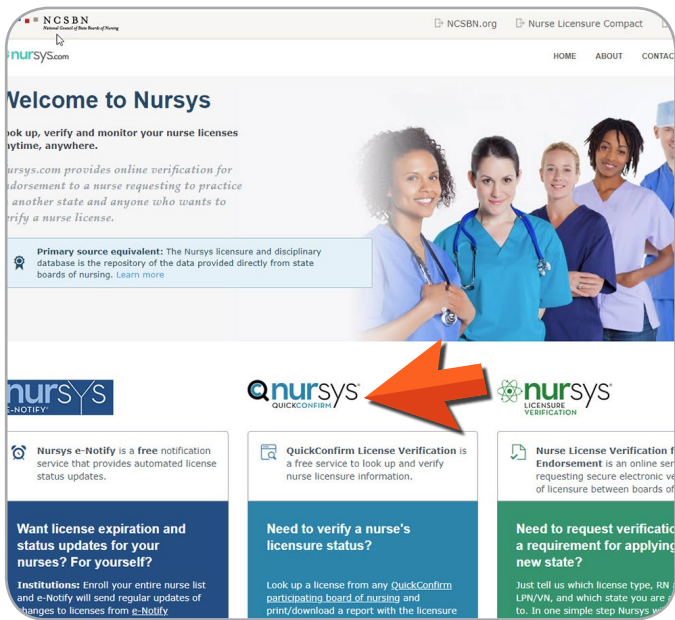 NCSBN
National Council of State Boards of Nursing
NCSBN.org
Nurse Licensure Compact
nursys.com
HOME ABOUT CONTAC
Welcome to Nursys
ook up, verify and monitor your nurse licenses
nytime, anywhere.
ursys.com provides online verification for
ndorsement to a nurse requesting to practice
another state and anyone who wants to
erify a nurse license.
Primary source equivalent: The Nursys licensure and disciplinary
database is the repository of the data provided directly from state
boards of nursing. Learn more
nursys®
E-NOTIFY®
nursys®
QUICKCONFIRM
nursys®
LICENSURE
VERIFICATION
Nursys e-Notify is a free notification
service that provides automated license
status updates.
QuickConfirm License Verification is
a free service to look up and verify
nurse licensure information.
Nurse License Verification f
Endorsement is an online ser
requesting secure electronic ve
of licensure between boards of
Want license expiration and
status updates for your
nurses? For yourself?
Institutions: Enroll your entire nurse list
and e-Notify will send regular updates of
changes to licenses from e-Notify
Need to verify a nurse's
licensure status?
Look up a license from any QuickConfirm
participating board of nursing and
print/download a report with the licensure
Need to request verificatio
a requirement for applying
new state?
Just tell us which license type, RN
LPN/VN, and which state you are a
to. In one simple step Nursys w